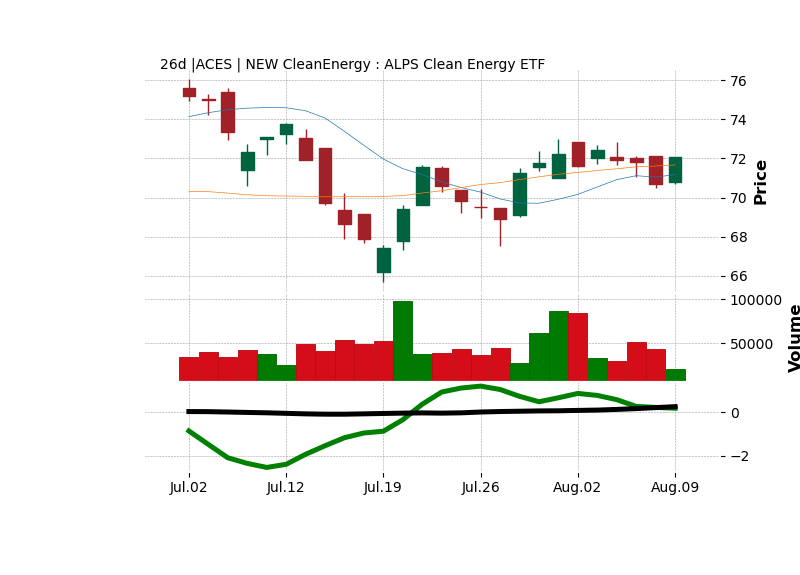 26d |ACES | NEW CleanEnergy : ALPS Clean Energy ETF
76
74
72
70
68
66
Price
100000
50000
Volume
0
−2
Jul.02 Jul.12 Jul.19 Jul.26 Aug.02 Aug.09